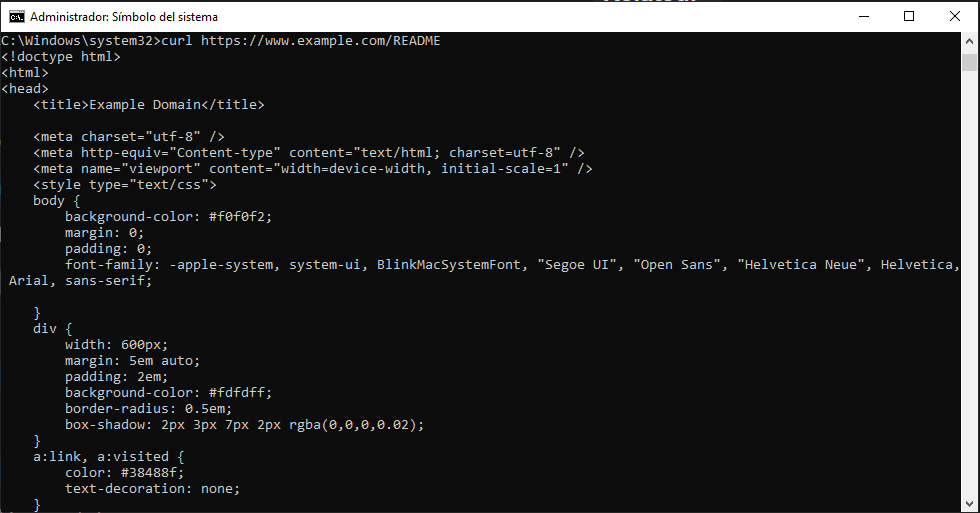 Administrador: Símbolo del sistema
C:\Windows\system32>curl https://www.example.com/README
<!doctype html>
<html>
<head>
    <title>Example Domain</title>

    <meta charset="utf-8" />
    <meta http-equiv="Content-type" content="text/html; charset=utf-8" />
    <meta name="viewport" content="width=device-width, initial-scale=1" />
    <style type="text/css">
    body {
        background-color: #f0f0f2;
        margin: 0;
        padding: 0;
        font-family: -apple-system, system-ui, BlinkMacSystemFont, "Segoe UI", "Open Sans", "Helvetica Neue", Helvetica,
 Arial, sans-serif;

    }
    div {
        width: 600px;
        margin: 5em auto;
        padding: 2em;
        background-color: #fdfdff;
        border-radius: 0.5em;
        box-shadow: 2px 3px 7px 2px rgba(0,0,0,0.02);
    }
    a:link, a:visited {
        color: #38488f;
        text-decoration: none;
    }